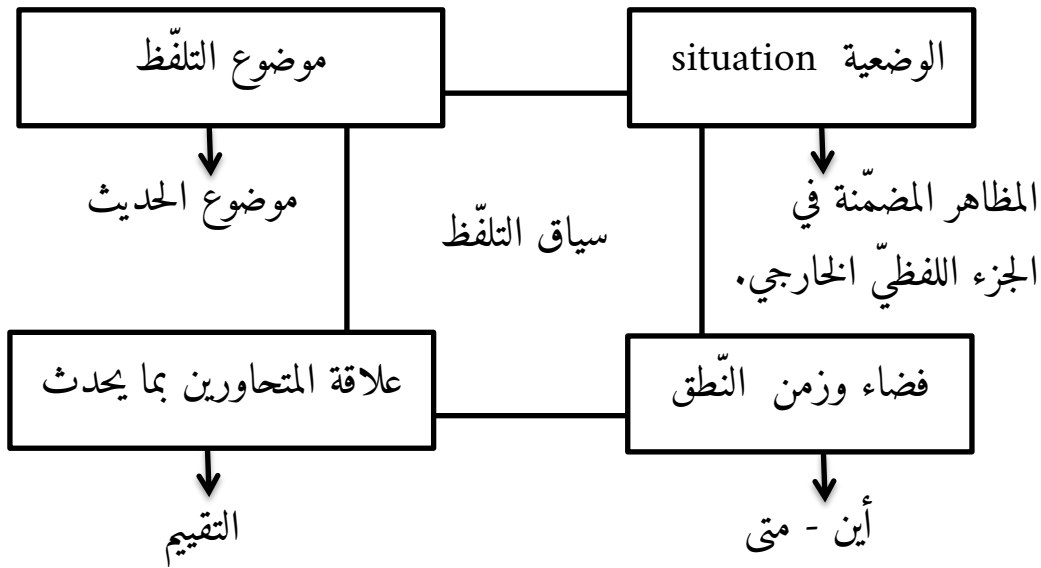 الوضعية situation
موضوع التلفّظ
المظاهر المضمّنة في
الجزء اللفظيّ الخارجي.
موضوع الحديث
سياق التلفّظ
فضاء وزمن النّطق
علاقة المتحاورين بما يحدث
أين - متى
التقييم